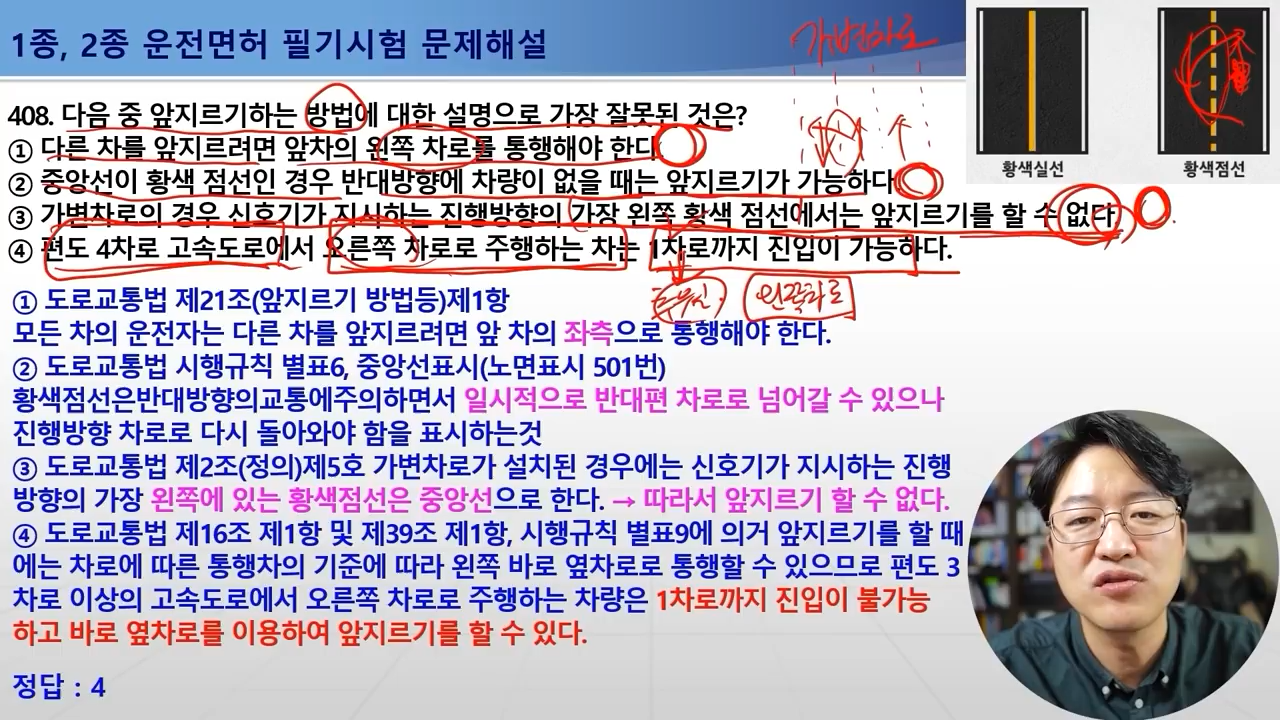 1종, 2종 운전면허 필기시험 문제해설
가변차로
황색실선
황색점선
408. 다음 중 앞지르기하는 방법에 대한 설명으로 가장 잘못된 것은?
① 다른 차를 앞지르려면 앞차의 왼쪽 차로를 통행해야 한다.
② 중앙선이 황색 점선인 경우 반대방향에 차량이 없을 때는 앞지르기가 가능하다.
③ 가변차로의 경우 신호기가 지시하는 진행방향의 가장 왼쪽 황색 점선에서는 앞지르기를 할 수 없다.
④ 편도 4차로 고속도로에서 오른쪽 차로로 주행하는 차는 1차로까지 진입이 가능하다.
왼쪽차로
① 도로교통법 제21조(앞지르기 방법등)제1항
모든 차의 운전자는 다른 차를 앞지르려면 앞 차의 좌측으로 통행해야 한다.
② 도로교통법 시행규칙 별표6, 중앙선표시(노면표시 501번)
황색점선은반대방향의교통에주의하면서 일시적으로 반대편 차로로 넘어갈 수 있으나
진행방향 차로로 다시 돌아와야 함을 표시하는것
③ 도로교통법 제2조(정의)제5호 가변차로가 설치된 경우에는 신호기가 지시하는 진행
방향의 가장 왼쪽에 있는 황색점선은 중앙선으로 한다. → 따라서 앞지르기 할 수 없다.
④ 도로교통법 제16조 제1항 및 제39조 제1항, 시행규칙 별표9에 의거 앞지르기를 할 때
에는 차로에 따른 통행차의 기준에 따라 왼쪽 바로 옆차로로 통행할 수 있으므로 편도 3
차로 이상의 고속도로에서 오른쪽 차로로 주행하는 차량은 1차로까지 진입이 불가능
하고 바로 옆차로를 이용하여 앞지르기를 할 수 있다.
정답 : 4